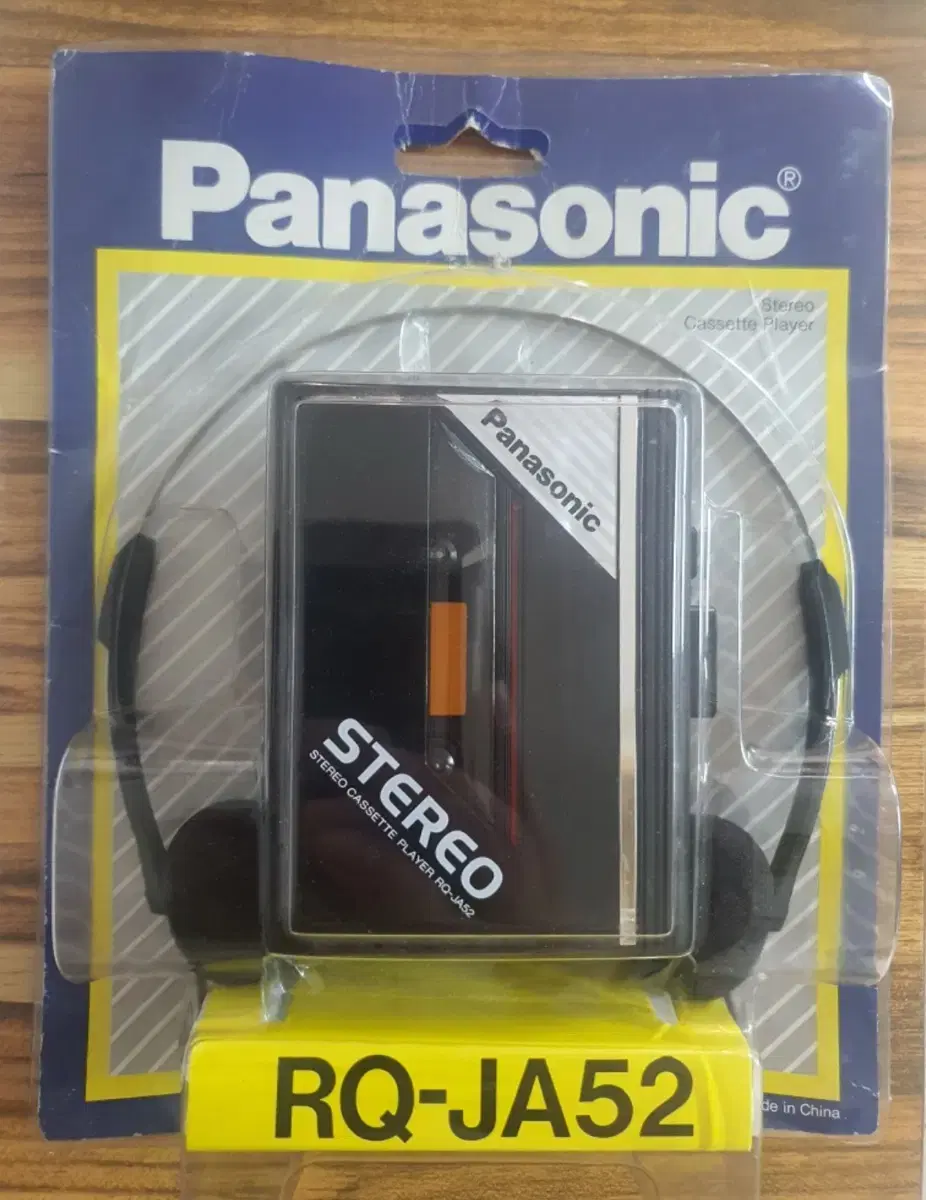 Panasonic®
Stereo
Cassette Player
Panasonic
STEREO
STEREO CASSETTE PLAYER RQ-JA52
RQ-JA52
de in China